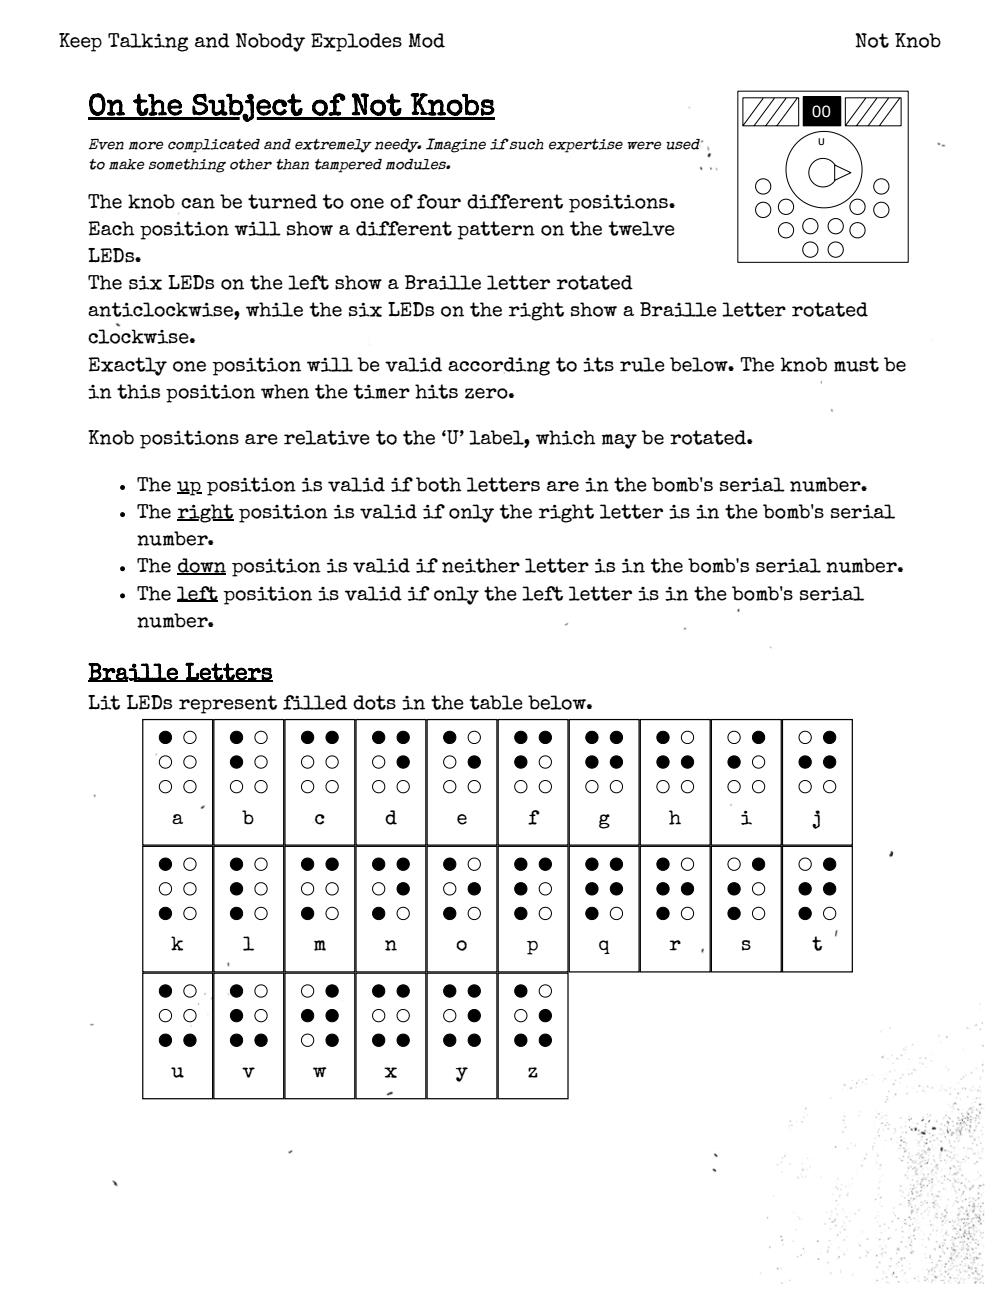 Keep Talking and Nobody Explodes Mod
Not Knob
On the Subject of Not Knobs
00
U
Even more complicated and extremely needy. Imagine if such expertise were used
to make something other than tampered modules.
The knob can be turned to one of four different positions.
Each position will show a different pattern on the twelve
LEDs.
The six LEDs on the left show a Braille letter rotated
anticlockwise, while the six LEDs on the right show a Braille letter rotated
clockwise.
Exactly one position will be valid according to its rule below. The knob must be
in this position when the timer hits zero.
Knob positions are relative to the ‘U’ label, which may be rotated.
• The up position is valid if both letters are in the bomb's serial number.
• The right position is valid if only the right letter is in the bomb's serial
number.
• The down position is valid if neither letter is in the bomb's serial number.
• The left position is valid if only the left letter is in the bomb's serial
number.
Braille Letters
Lit LEDs represent filled dots in the table below.
a b c d e f g h i j
k l m n o p q r s t
u v w x y z